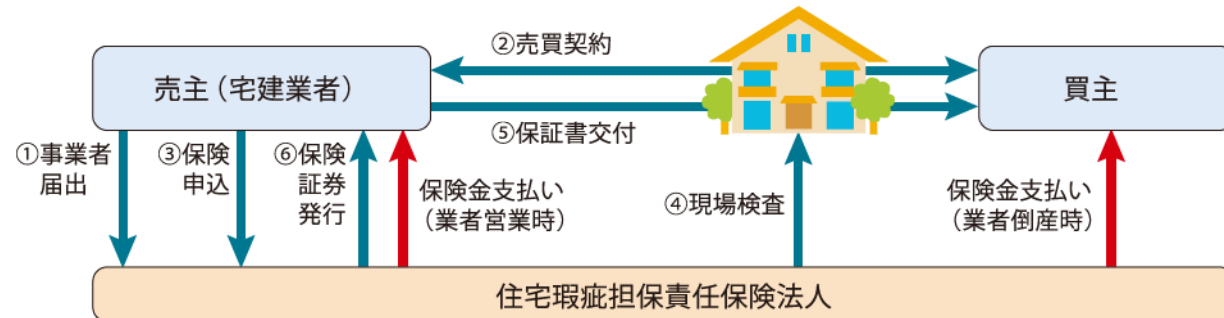 ②売買契約
売主（宅建業者）
買主
⑤保証書交付
①事業者
届出
③保険
申込
⑥保険
証券
発行
保険金支払い
（業者営業時）
④現場検査
保険金支払い
（業者倒産時）
住宅瑕疵担保責任保険法人